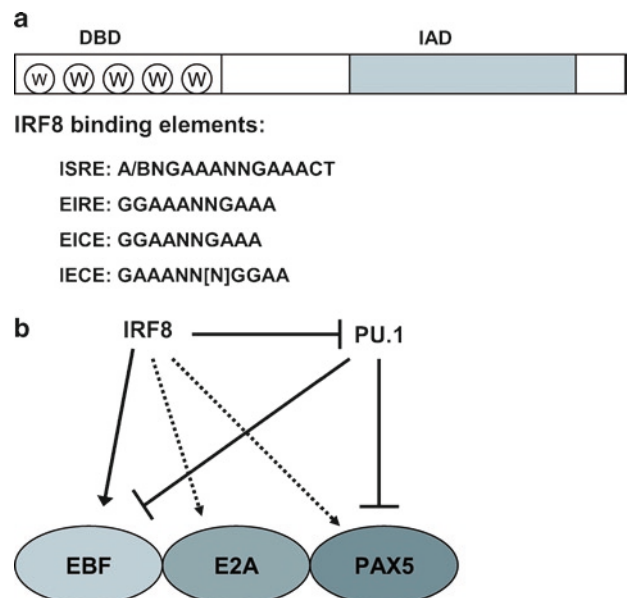 a
DBD IAD
W W W W W
IRF8 binding elements:
ISRE: A/BNGAAANNGAAACT
EIRE: GGAAANNGAAA
EICE: GGAANNGAAA
IECE: GAAANN[N]GGAA
b
IRF8 PU.1
EBF E2A PAX5